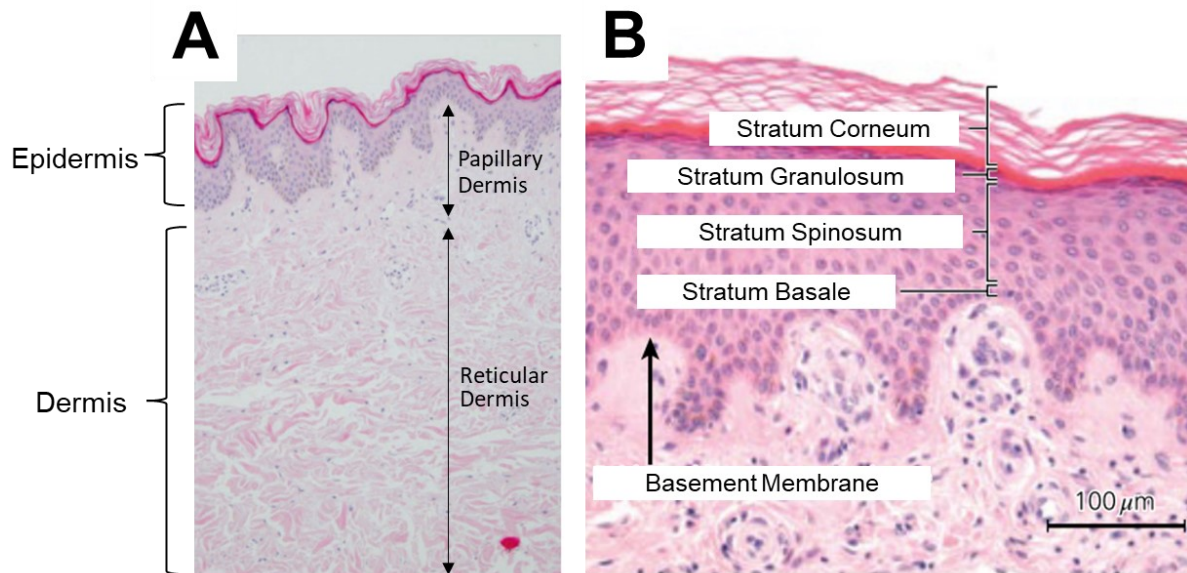 A
B
Epidermis
Papillary
Dermis
Dermis
Reticular
Dermis
Stratum Corneum
Stratum Granulosum
Stratum Spinosum
Stratum Basale
Basement Membrane
100 μm